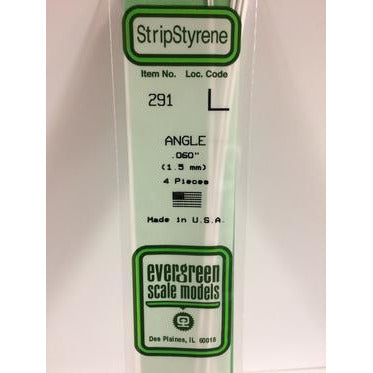 StripStyrene
Item No. Loc. Code
291
ANGLE
.060"
(1.5 mm)
4 Pieces
Made in U.S.A.
evergreen
scale models
Des Plaines, IL 60018